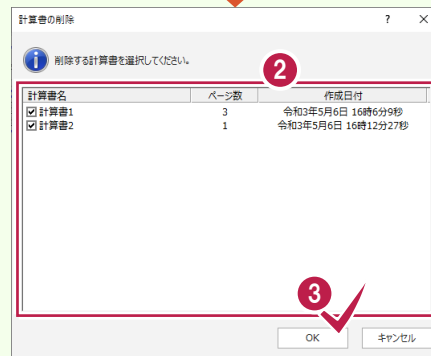 計算書の削除 ? ×
削除する計算書を選択してください。
2
計算書名 ページ数 作成日付
計算書1 3 令和3年5月6日 16時6分9秒
計算書2 1 令和3年5月6日 16時12分27秒
3
OK キャンセル